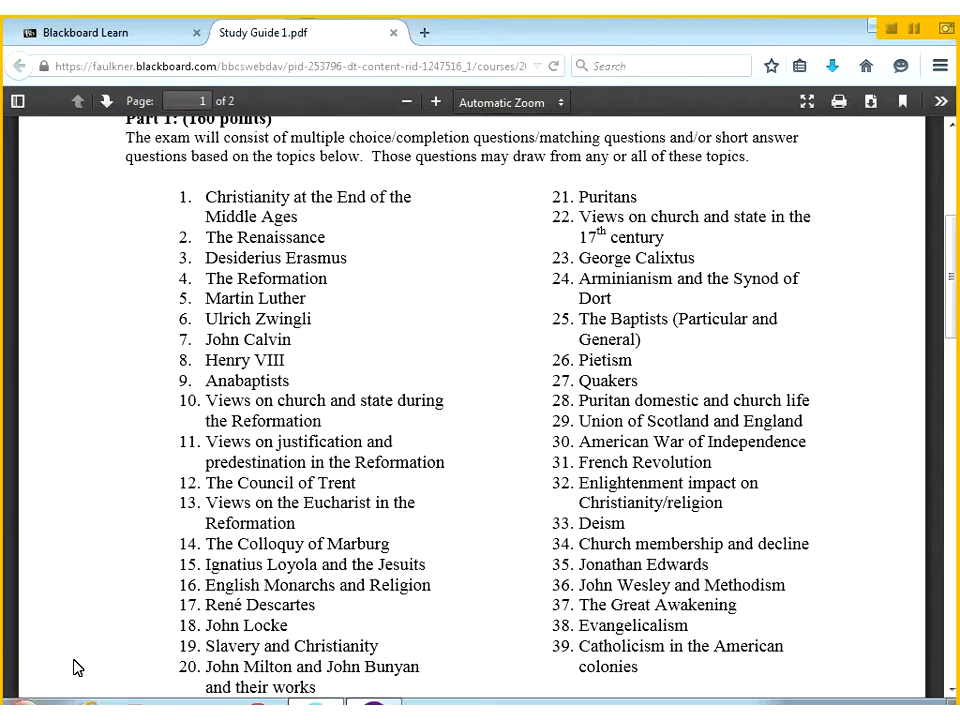 Blackboard Learn
Study Guide 1.pdf
https://faulkner.blackboard.com/bbcswebdav/pid-253796-dt-content-rid-1247516_1/courses/2
Search
Page: 1 of 2
Automatic Zoom
Part 1: (160 points)
The exam will consist of multiple choice/completion questions/matching questions and/or short answer
questions based on the topics below. Those questions may draw from any or all of these topics.
1. Christianity at the End of the
Middle Ages
2. The Renaissance
3. Desiderius Erasmus
4. The Reformation
5. Martin Luther
6. Ulrich Zwingli
7. John Calvin
8. Henry VIII
9. Anabaptists
10. Views on church and state during
the Reformation
11. Views on justification and
predestination in the Reformation
12. The Council of Trent
13. Views on the Eucharist in the
Reformation
14. The Colloquy of Marburg
15. Ignatius Loyola and the Jesuits
16. English Monarchs and Religion
17. René Descartes
18. John Locke
19. Slavery and Christianity
20. John Milton and John Bunyan
and their works
21. Puritans
22. Views on church and state in the
17th century
23. George Calixtus
24. Arminianism and the Synod of
Dort
25. The Baptists (Particular and
General)
26. Pietism
27. Quakers
28. Puritan domestic and church life
29. Union of Scotland and England
30. American War of Independence
31. French Revolution
32. Enlightenment impact on
Christianity/religion
33. Deism
34. Church membership and decline
35. Jonathan Edwards
36. John Wesley and Methodism
37. The Great Awakening
38. Evangelicalism
39. Catholicism in the American
colonies